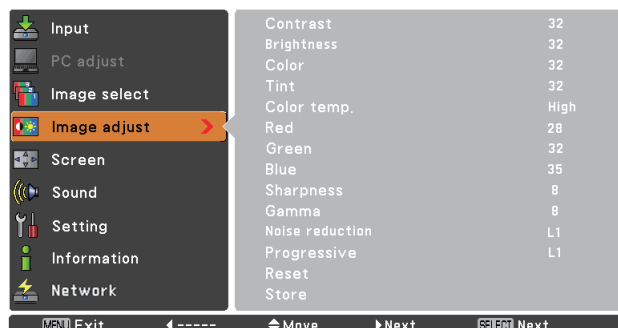 Input
PC adjust
Image select
Image adjust
Screen
Sound
Setting
Information
Network
Contrast 32
Brightness 32
Color 32
Tint 32
Color temp. High
Red 28
Green 32
Blue 35
Sharpness 8
Gamma 8
Noise reduction L1
Progressive L1
Reset
Store
MENU Exit ----- Move Next SELECT Next